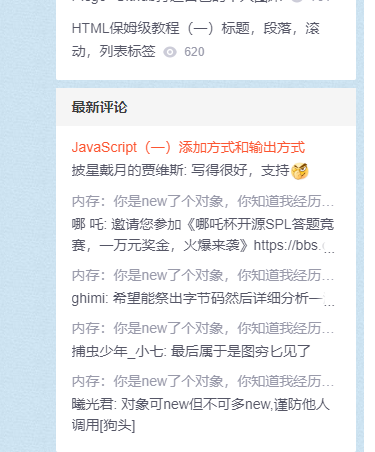 HTML保姆级教程（一）标题，段落，滚
动，列表标签 620
最新评论
JavaScript（一）添加方式和输出方式
披星戴月的贾维斯: 写得很好，支持
内存：你是new了个对象，你知道我经历...
哪 吒: 邀请您参加《哪吒杯开源SPL答题竞
赛，一万元奖金，火爆来袭》https://bbs.c...
内存：你是new了个对象，你知道我经历...
ghimi: 希望能祭出字节码然后详细分析一...
内存：你是new了个对象，你知道我经历...
捕虫少年_小七: 最后属于是图穷匕见了
内存：你是new了个对象，你知道我经历...
曦光君: 对象可new但不可多new,谨防他人
调用[狗头]